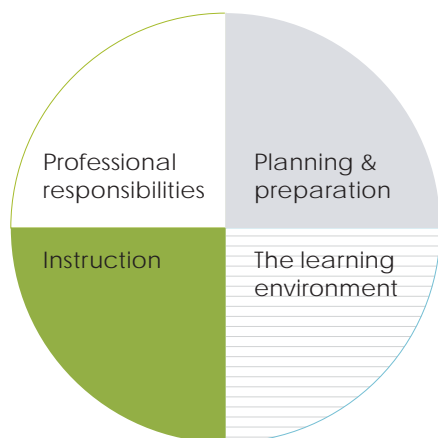 Professional
responsibilities
Planning &
preparation
Instruction
The learning
environment